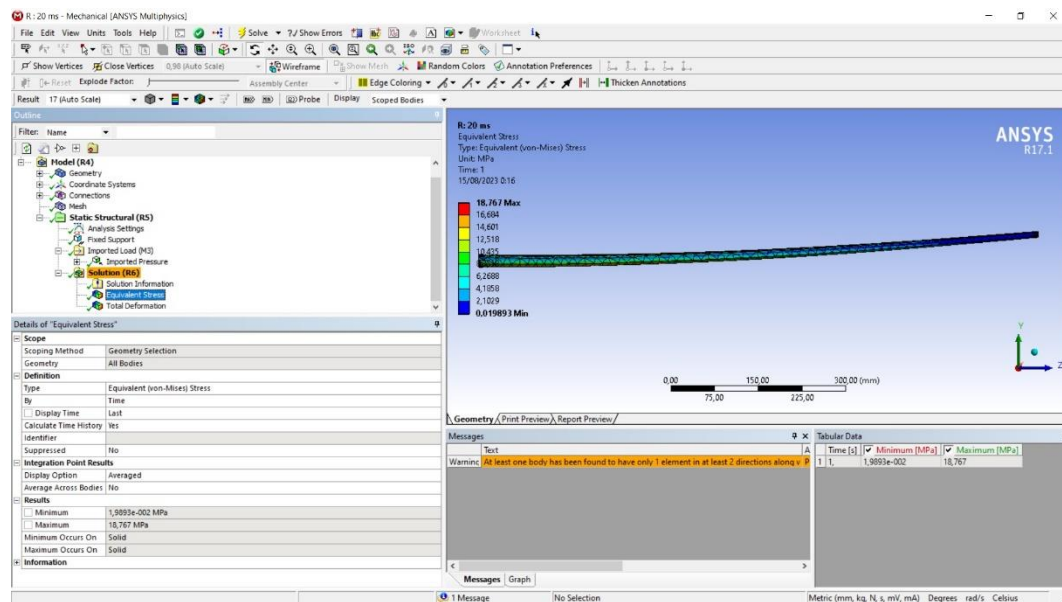 R : 20 ms - Mechanical [ANSYS Multiphysics]
File Edit View Units Tools Help Solve ?/ Show Errors Worksheet
Show Vertices Close Vertices 0,98 (Auto Scale) Wireframe Show Mesh Random Colors Annotation Preferences
Reset Explode Factor: Assembly Center Edge Coloring Thicken Annotations
Result 17 (Auto Scale) Probe Display Scoped Bodies
Outline
Filter: Name
Model (R4)
Geometry
Coordinate Systems
Connections
Mesh
Static Structural (R5)
Analysis Settings
Fixed Support
Imported Load (M3)
Imported Pressure
Solution (R6)
Solution Information
Equivalent Stress
Total Deformation
Details of "Equivalent Stress"
Scope
Scoping Method Geometry Selection
Geometry All Bodies
Definition
Type Equivalent (von-Mises) Stress
By Time
Display Time Last
Calculate Time History Yes
Identifier
Suppressed No
Integration Point Results
Display Option Averaged
Average Across Bodies No
Results
Minimum 1,9893e-002 MPa
Maximum 18,767 MPa
Minimum Occurs On Solid
Maximum Occurs On Solid
Information
R: 20 ms
Equivalent Stress
Type: Equivalent (von-Mises) Stress
Unit: MPa
Time: 1
15/08/2023 0:16
18,767 Max
16,684
14,601
12,518
10,435
6,2688
4,1858
2,1029
0,019893 Min
ANSYS
R17.1
Y
Z
0,00 150,00 300,00 (mm)
75,00 225,00
Geometry Print Preview Report Preview
Messages
Text A
Warning At least one body has been found to have only 1 element in at least 2 directions along P
Messages Graph
Tabular Data
Time [s] Minimum [MPa] Maximum [MPa]
1 1, 1,9893e-002 18,767
1 Message No Selection Metric (mm, kg, N, s, mV, mA) Degrees rad/s Celsius